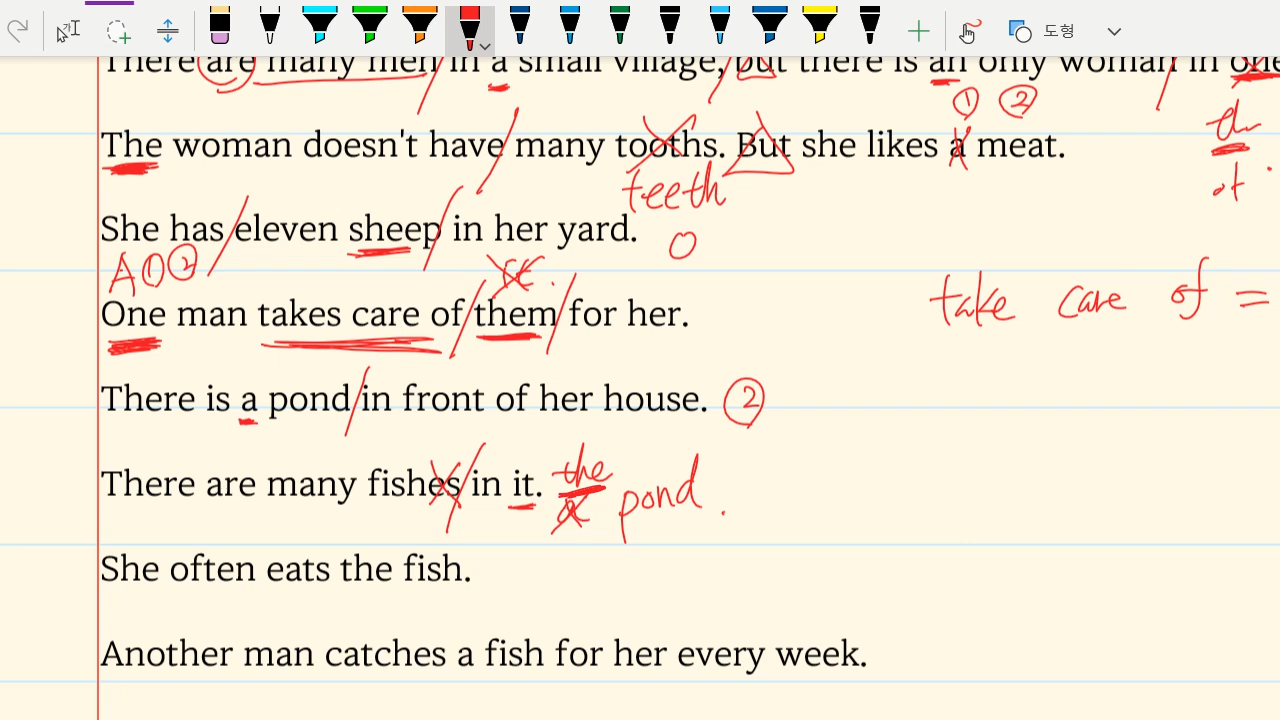 도형
There are many men in a small village, but there is an only woman in one
① ②
The woman doesn't have many tooths. But she likes a meat.
teeth
She has eleven sheep in her yard.
take care of =
One man takes care of them for her.
There is a pond in front of her house. ②
There are many fishes in it. the pond.
a
She often eats the fish.
Another man catches a fish for her every week.